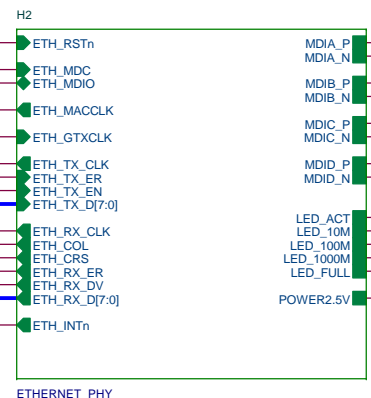 H2
ETH_RSTn
ETH_MDC
ETH_MDIO
ETH_MACCLK
ETH_GTXCLK
ETH_TX_CLK
ETH_TX_ER
ETH_TX_EN
ETH_TX_D[7:0]
ETH_RX_CLK
ETH_COL
ETH_CRS
ETH_RX_ER
ETH_RX_DV
ETH_RX_D[7:0]
ETH_INTn
MDIA_P
MDIA_N
MDIB_P
MDIB_N
MDIC_P
MDIC_N
MDID_P
MDID_N
LED_ACT
LED_10M
LED_100M
LED_1000M
LED_FULL
POWER2.5V
ETHERNET_PHY